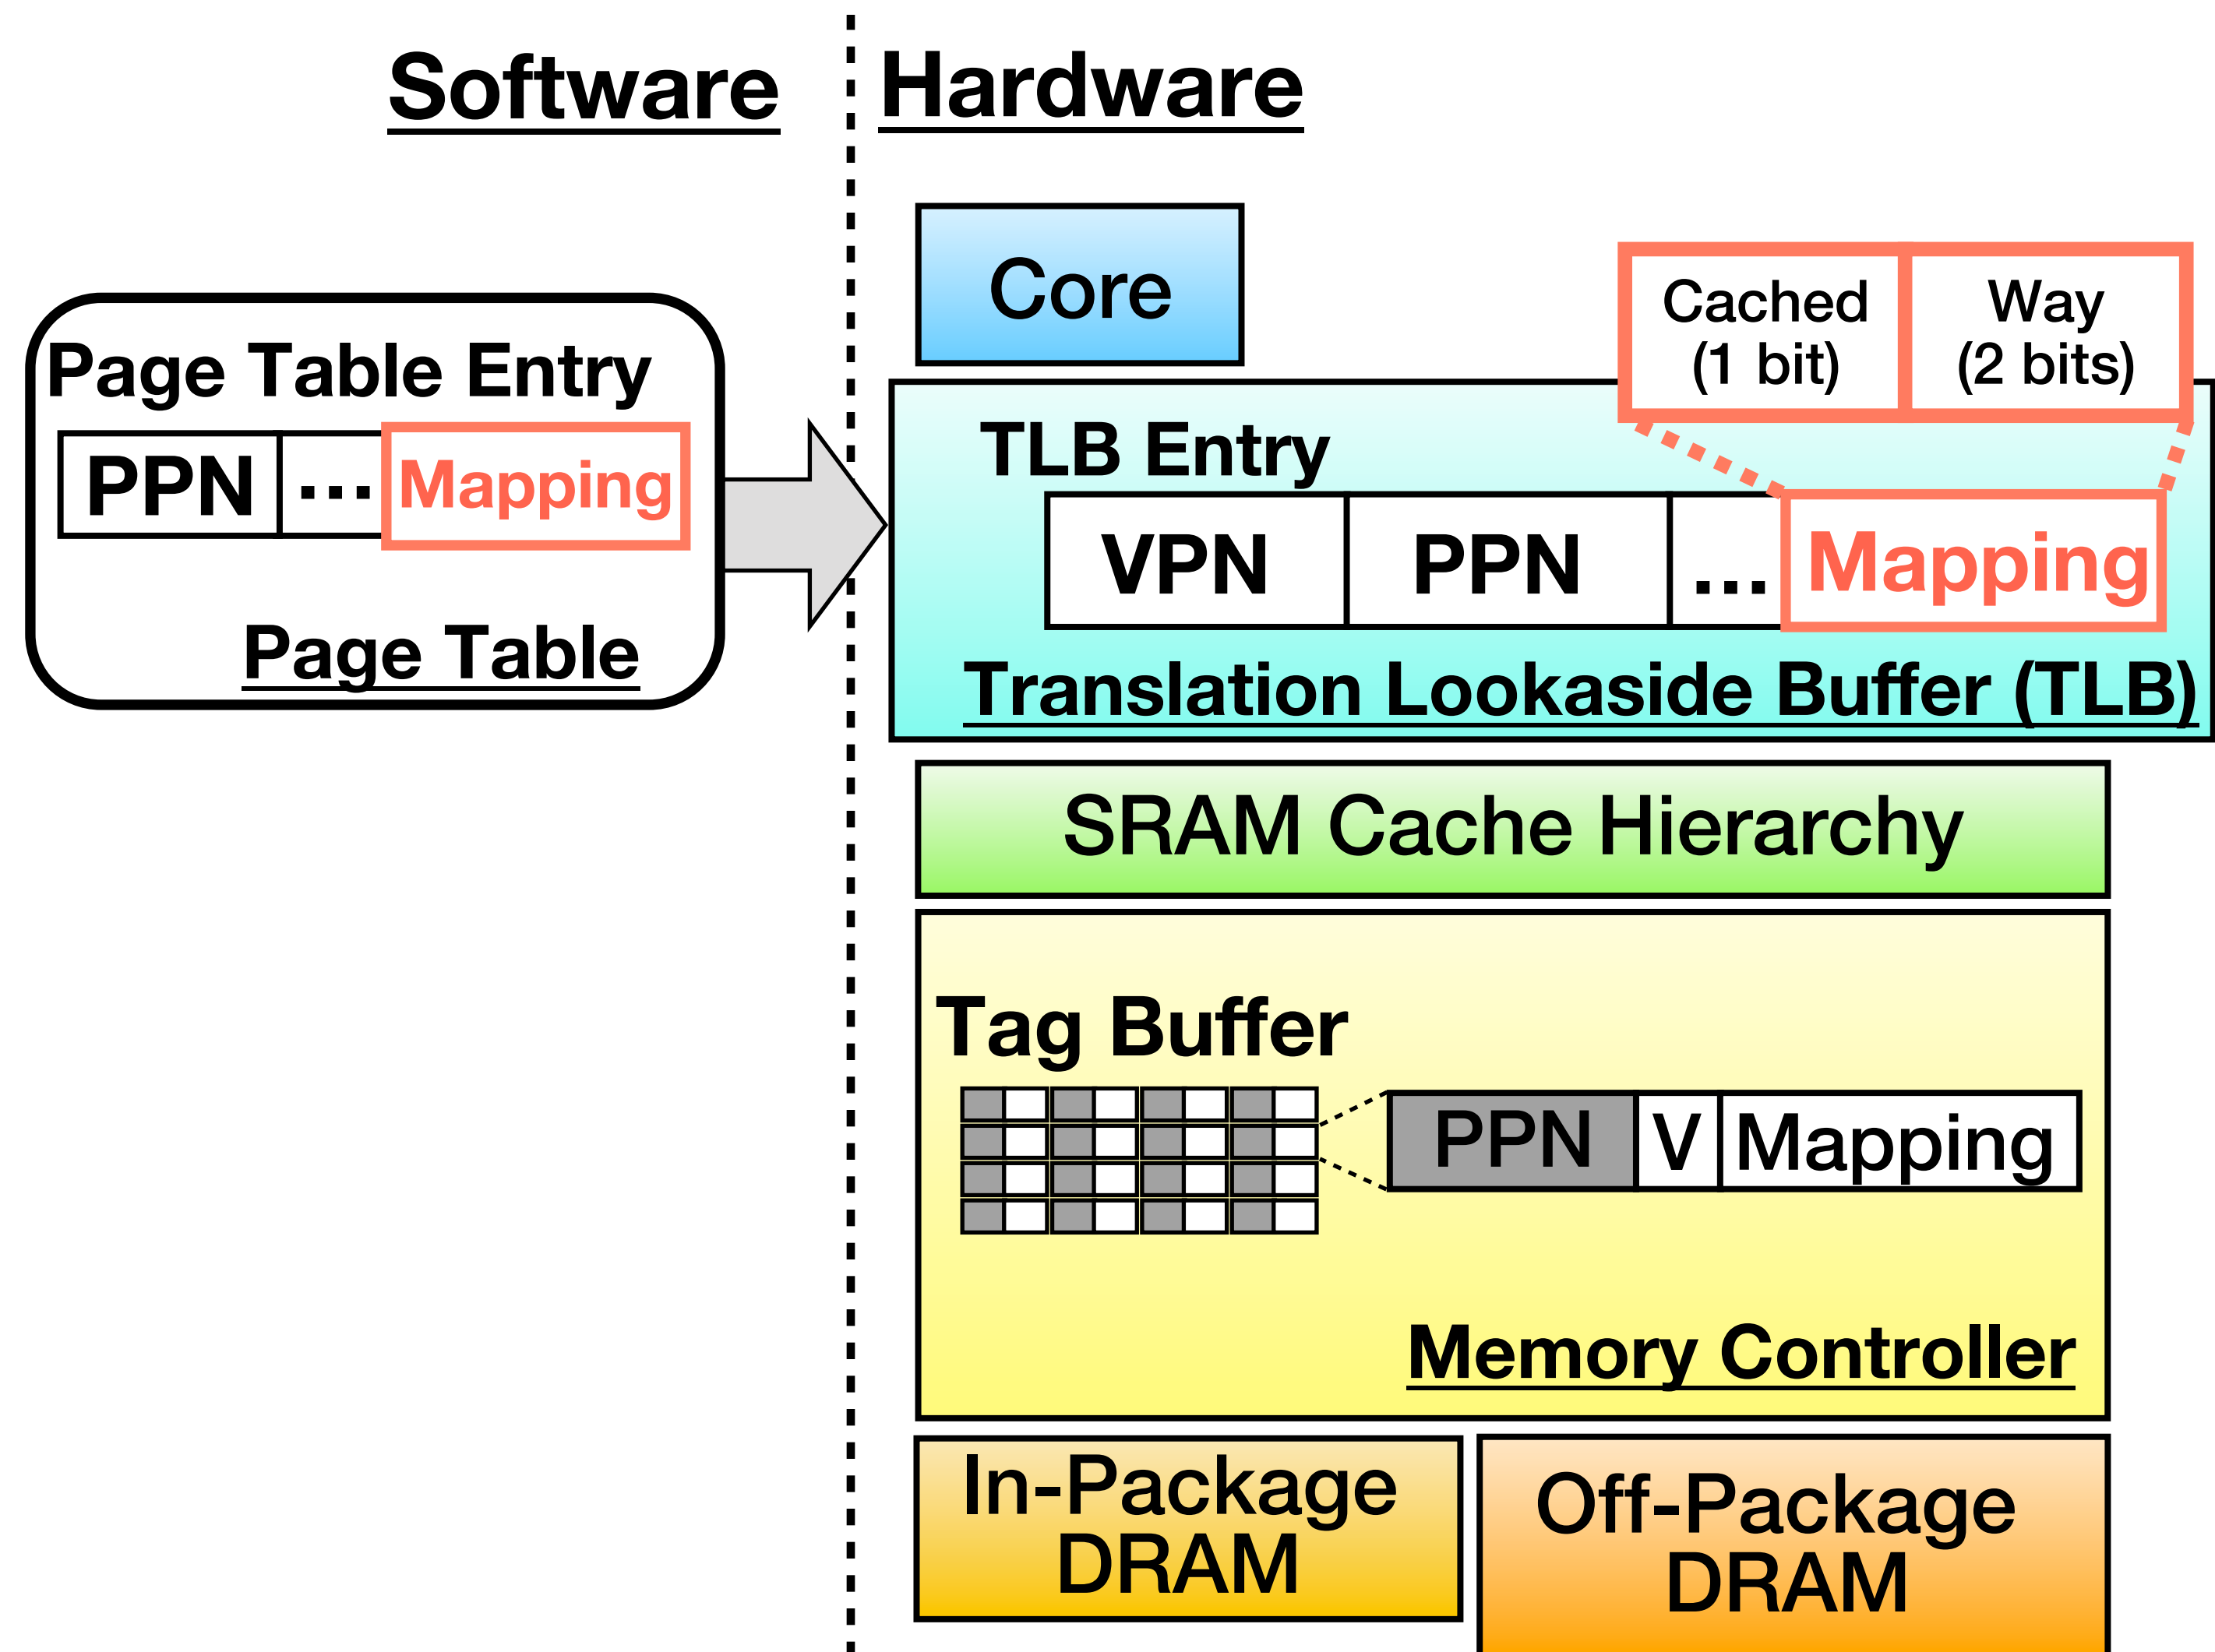 Software
Hardware
Core
Cached
(1 bit)
Way
(2 bits)
Page Table Entry
PPN
...
Mapping
Page Table
TLB Entry
VPN
PPN
...
Mapping
Translation Lookaside Buffer (TLB)
SRAM Cache Hierarchy
Tag Buffer
PPN
V
Mapping
Memory Controller
In-Package
DRAM
Off-Package
DRAM